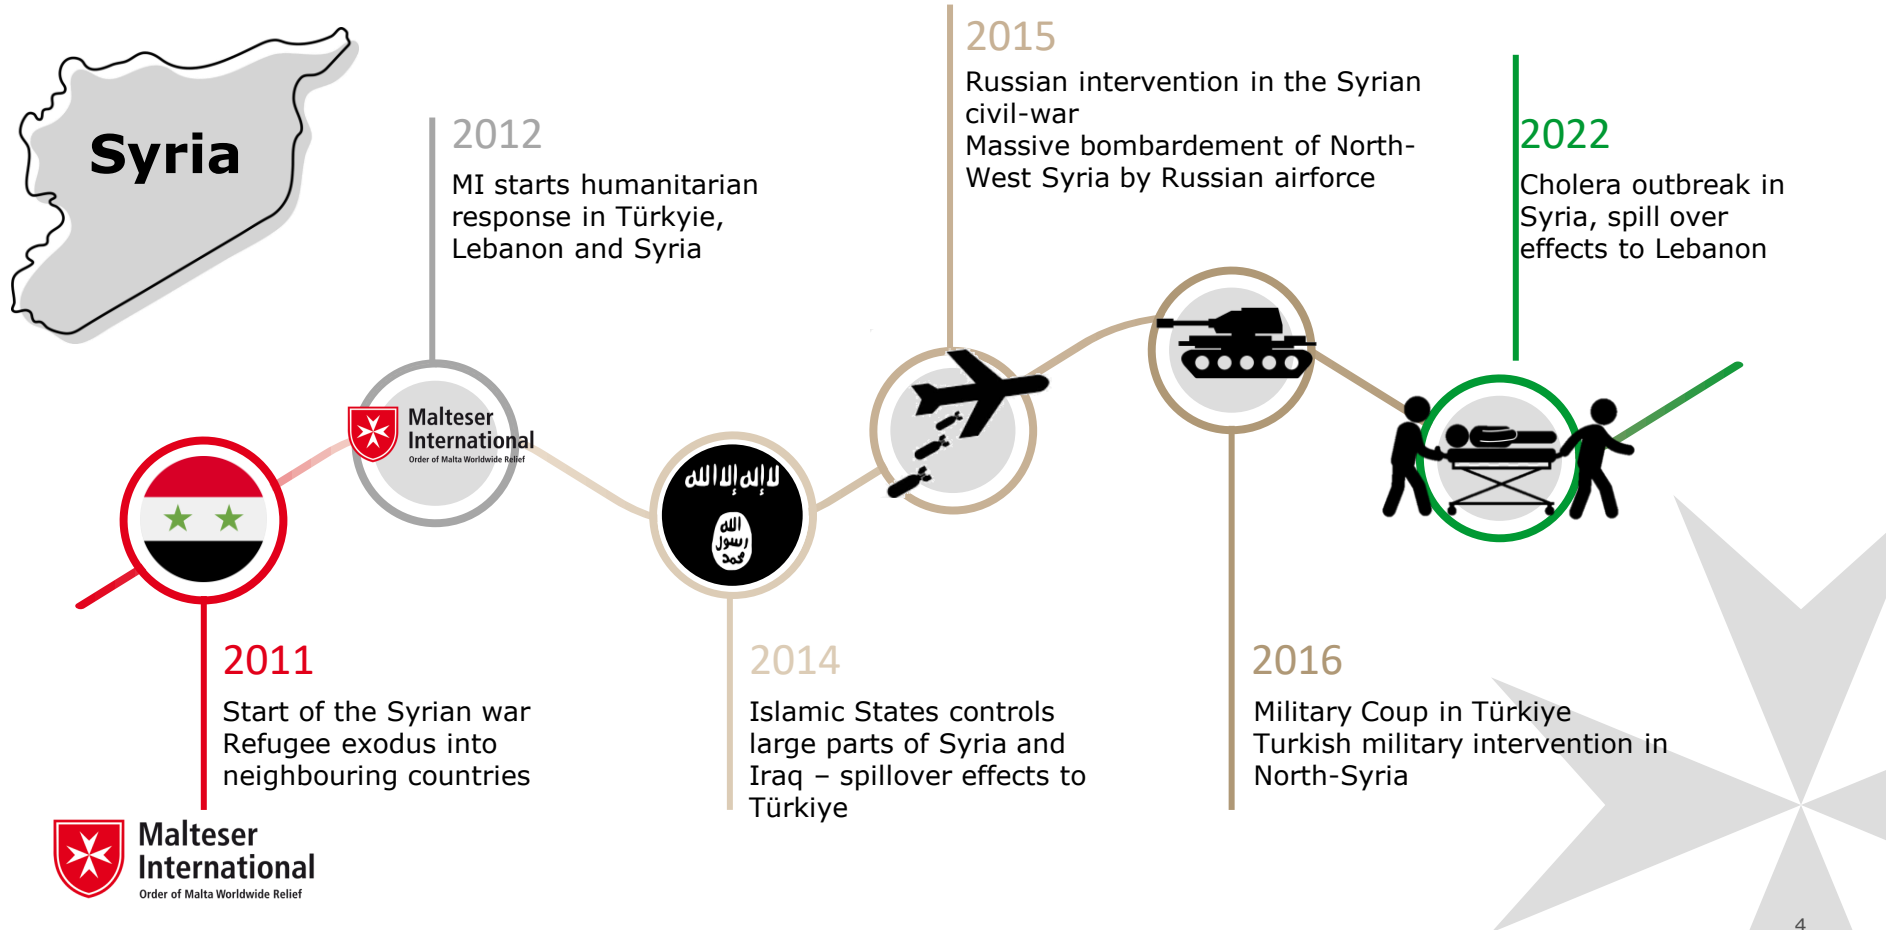 Syria
2011
Start of the Syrian war
Refugee exodus into
neighbouring countries
2012
MI starts humanitarian
response in Türkyie,
Lebanon and Syria
Malteser
International
Order of Malta Worldwide Relief
2014
Islamic States controls
large parts of Syria and
Iraq – spillover effects to
Türkiye
لا إله إلا الله
الله
رسول
محمد
2015
Russian intervention in the Syrian
civil-war
Massive bombardement of North-
West Syria by Russian airforce
2016
Military Coup in Türkiye
Turkish military intervention in
North-Syria
2022
Cholera outbreak in
Syria, spill over
effects to Lebanon
Malteser
International
Order of Malta Worldwide Relief
4